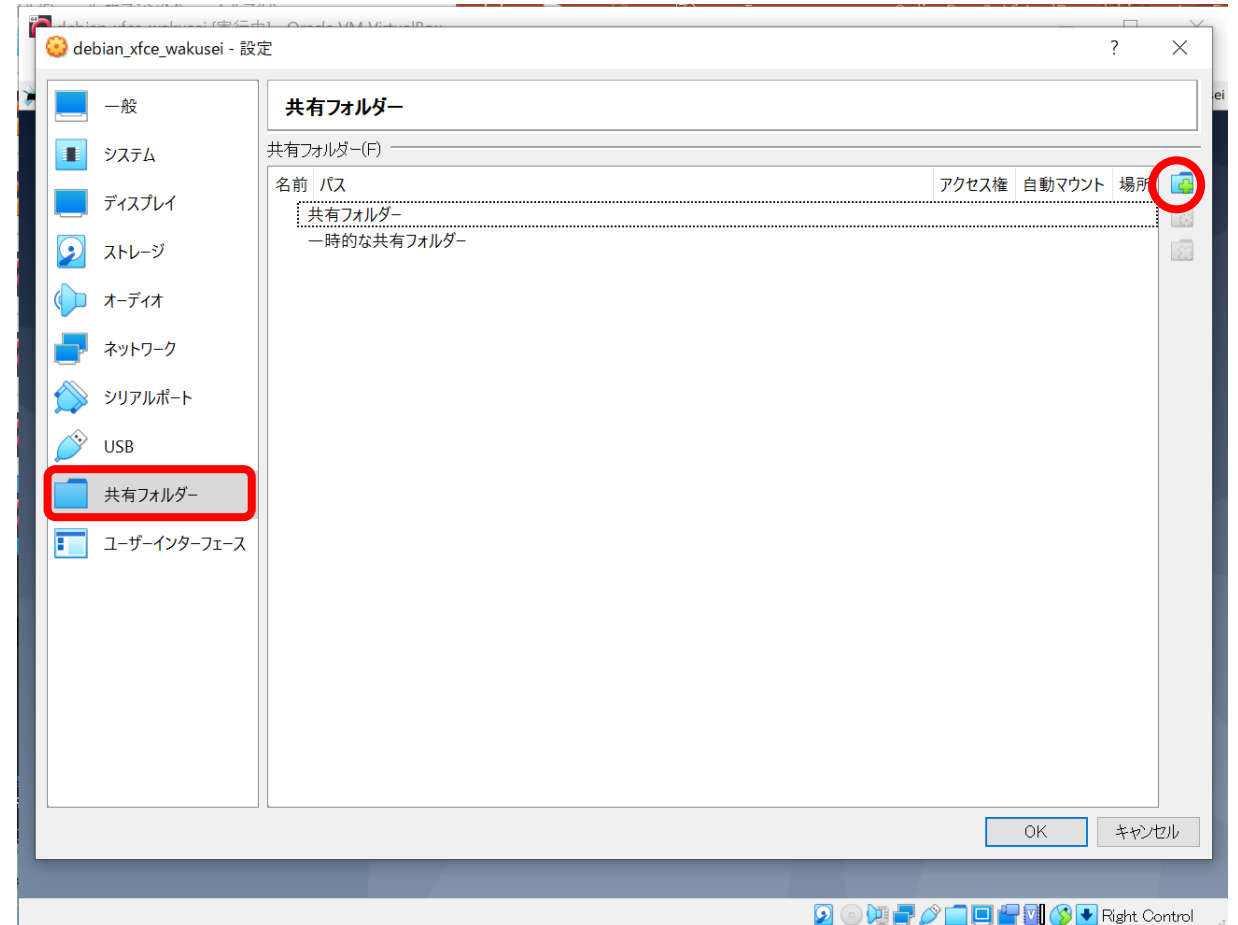 debian_xfce_wakusei - 設定
?
一般
システム
ディスプレイ
ストレージ
オーディオ
ネットワーク
シリアルポート
USB
共有フォルダー
ユーザーインターフェース
共有フォルダー
共有フォルダー(F)
名前 パス アクセス権 自動マウント 場所
共有フォルダー
一時的な共有フォルダー
OK キャンセル
Right Control